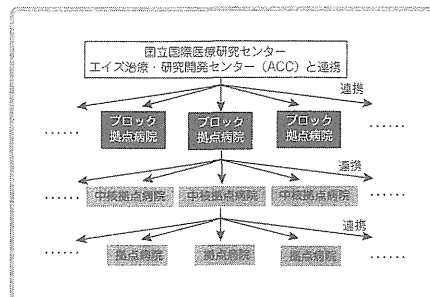 国立国際医療研究センター
エイズ治療・研究開発センター（ACC）と連携
連携
ブロック ブロック ブロック
...... 拠点病院 拠点病院 拠点病院 ......
連携
...... 中核拠点病院 中核拠点病院 中核拠点病院 ......
連携
...... 拠点病院 拠点病院 拠点病院 ......